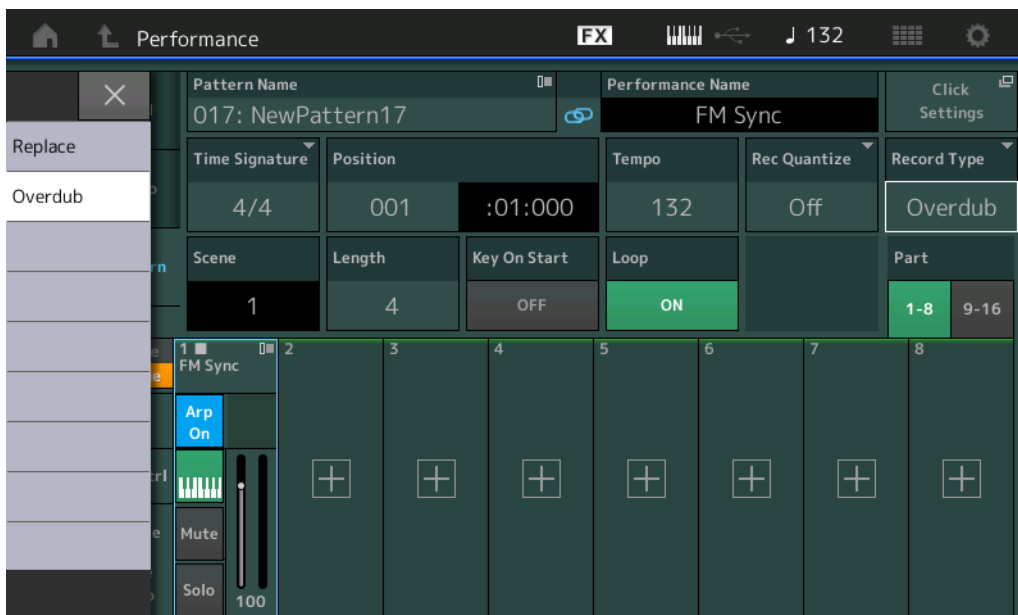 Performance
FX
132
Replace
Overdub
Pattern Name
017: NewPattern17
Performance Name
FM Sync
Click
Settings
Time Signature
4/4
Position
001
:01:000
Tempo
132
Rec Quantize
Off
Record Type
Overdub
Scene
1
Length
4
Key On Start
OFF
Loop
ON
Part
1-8
9-16
rn
e
e
1
FM Sync
2
3
4
5
6
7
8
Arp
On
rl
Mute
e
Solo
100